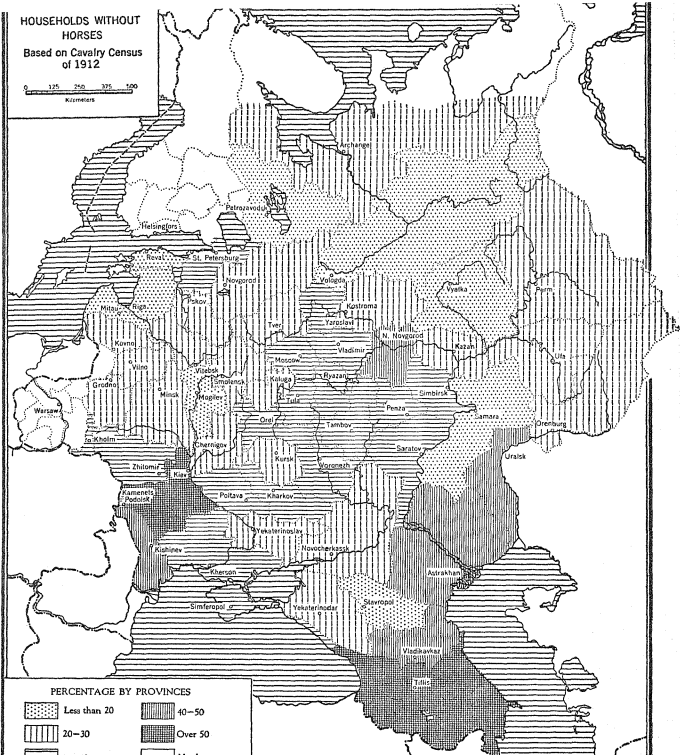 HOUSEHOLDS WITHOUT
HORSES
Based on Cavalry Census
of 1912
0 125 250 375 500
Kilometers
Archangel
Petrozavodsk
Helsingfors
Reval
St. Petersburg
Novgorod
Vologda
Pskov
Vyatka
Perm
Mitau
Riga
Kostroma
Tver
Yaroslavl
N. Novgorod
Kazan
Kovno
Vladimir
Moscow
Ufa
Vilno
Vitebsk
Smolensk
Kaluga
Ryazan
Grodno
Minsk
Mogilev
Tula
Simbirsk
Warsaw
Orel
Penza
Samara
Tambov
Orenburg
Kholm
Chernigov
Kursk
Saratov
Uralsk
Zhitomir
Kiev
Voronezh
Kamenets
Podolsk
Poltava
Kharkov
Yekaterinoslav
Kishinev
Novocherkassk
Kherson
Astrakhan
Simferopol
Yekaterinodar
Stavropol
Vladikavkaz
Tiflis
PERCENTAGE BY PROVINCES
Less than 20
40-50
20-30
Over 50